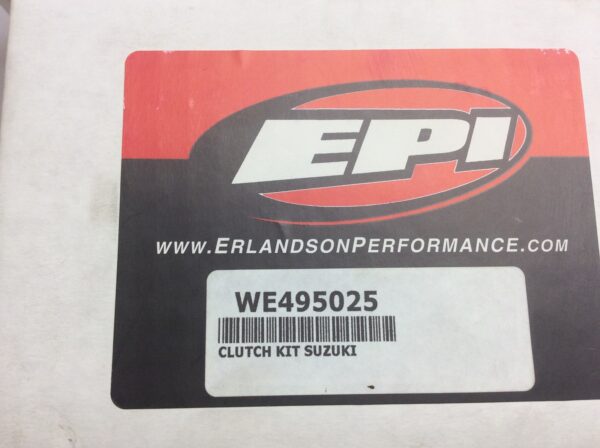 EPI
www.ErlandsonPerformance.com
WE495025
CLUTCH KIT SUZUKI